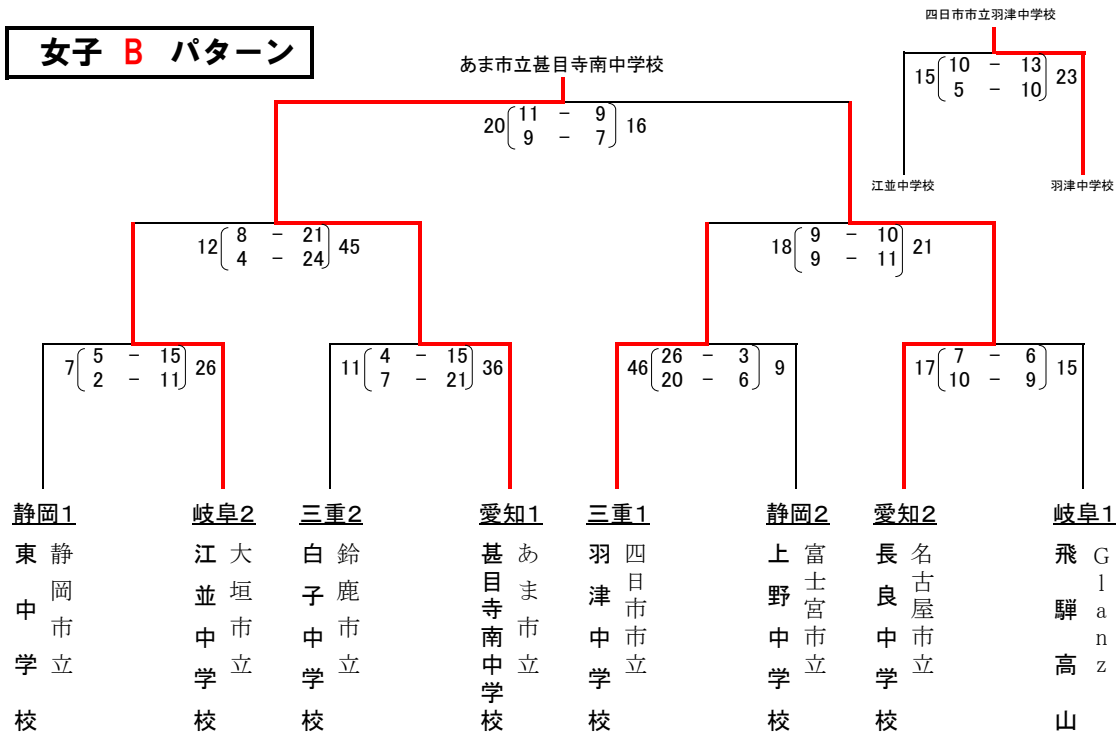 女子 B パターン
四日市市立羽津中学校
15 10 － 13 23
5 － 10
江並中学校
羽津中学校
あま市立甚目寺南中学校
20 11 － 9 16
9 － 7
12 8 － 21 45
4 － 24
18 9 － 10 21
9 － 11
7 5 － 15 26
2 － 11
11 4 － 15 36
7 － 21
46 26 － 3 9
20 － 6
17 7 － 6 15
10 － 9
静岡1
静岡市立
東中学校
岐阜2
大垣市立
江並中学校
三重2
鈴鹿市立
白子中学校
愛知1
あま市立
甚目寺南中学校
三重1
四日市市立
羽津中学校
静岡2
富士宮市立
上野中学校
愛知2
名古屋市立
長良中学校
岐阜1
Glanz
飛騨高山